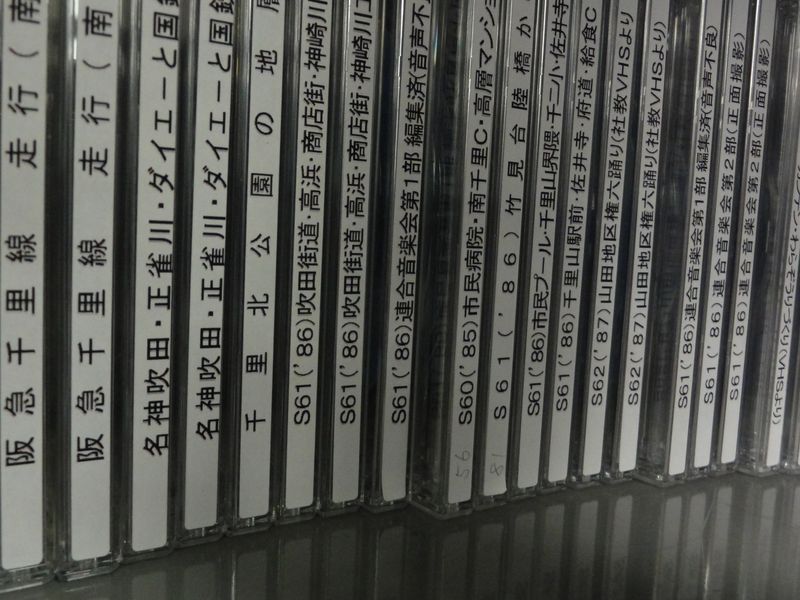 阪急千里線 走行(南
阪急千里線 走行(南
名神吹田・正雀川・ダイエーと国鉄
名神吹田・正雀川・ダイエーと国鉄
千里北公園の地層
S61('86)吹田街道・高浜・商店街・神崎川
S61('86)吹田街道・高浜・商店街・神崎川工
S61('86)連合音楽会第1部 編集済(音声不
S60('85)市民病院・南千里C・高層マンショ
56
S61('86)竹見台陸橋か
81
S61('86)市民プール・千里山界隈・千二小・佐井寺
S61('86)千里山駅前・佐井寺・府道・給食C
S62('87)山田地区権六踊り(社教VHSより
S62('87)山田地区権六踊り(社教VHSより)
S61('86)連合音楽会第1部 編集済(音声不良)
S61('86)連合音楽会第2部(正面撮影)
S61('86)連合音楽会第2部(正面撮影)
(VHSより)